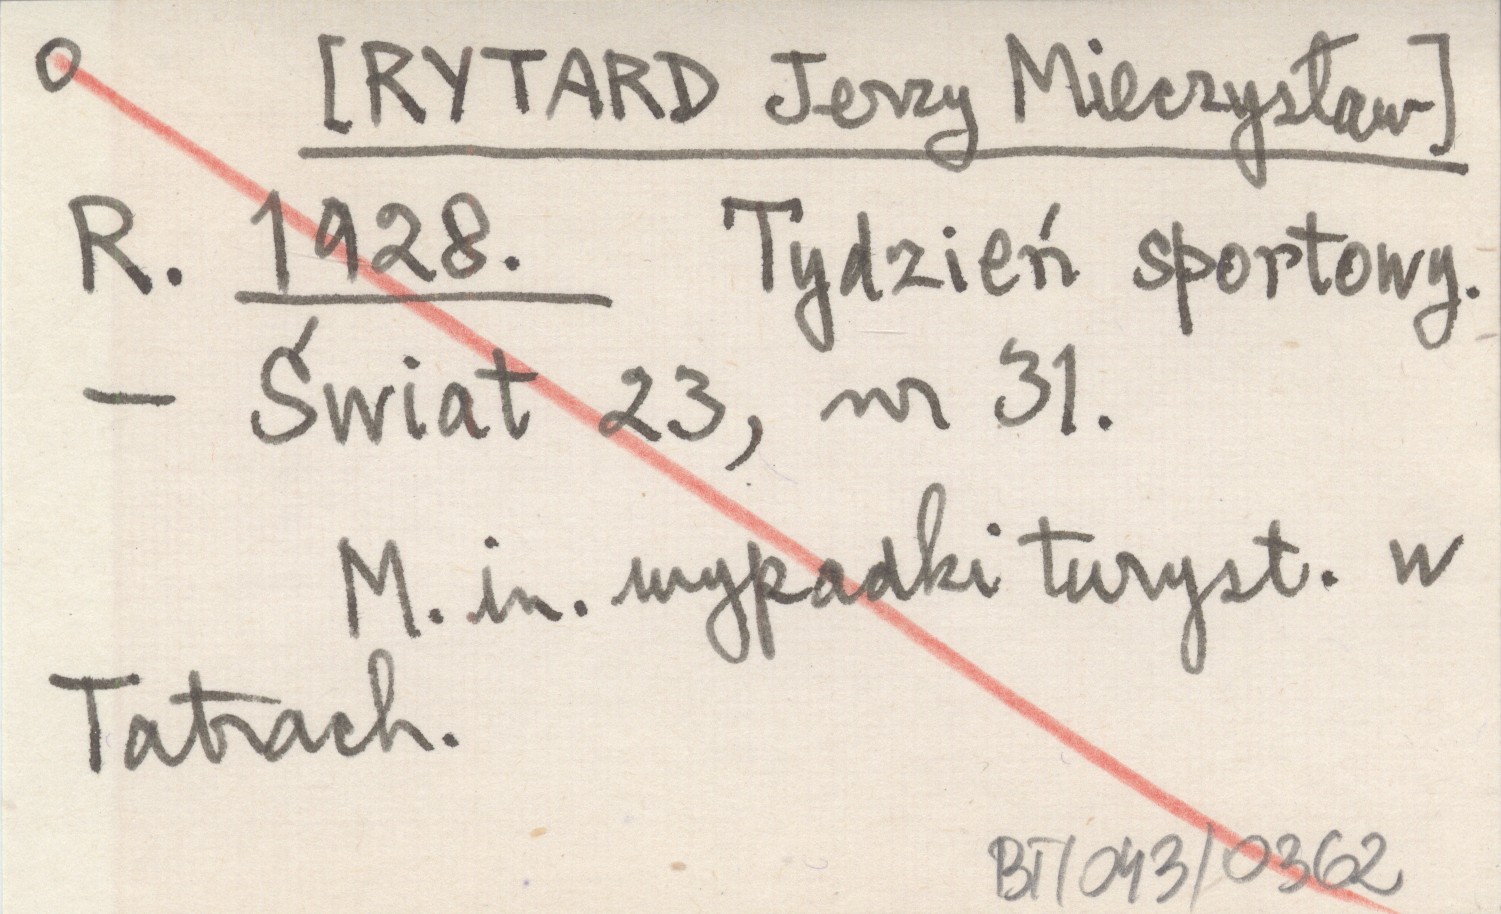 O [RYTARD Jerzy Mieczysław]
R. 1928. Tydzień sportowy.
— Świat 23, nr 31.
M. in. wypadki turyst. w
Tatrach.
BT/043/0362